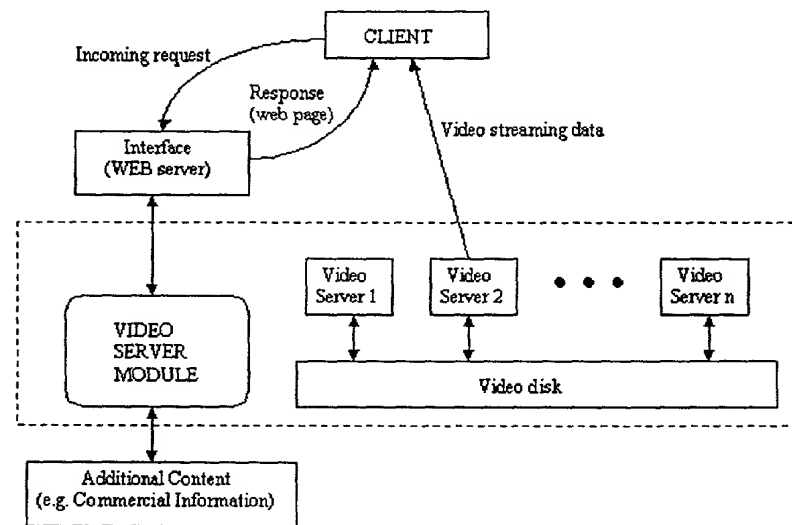 CLIENT
Incoming request
Response
(web page)
Video streaming data
Interface
(WEB server)
Video
Server 1
Video
Server 2
Video
Server n
VIDEO
SERVER
MODULE
Video disk
Additional Content
(e.g. Commercial Information)